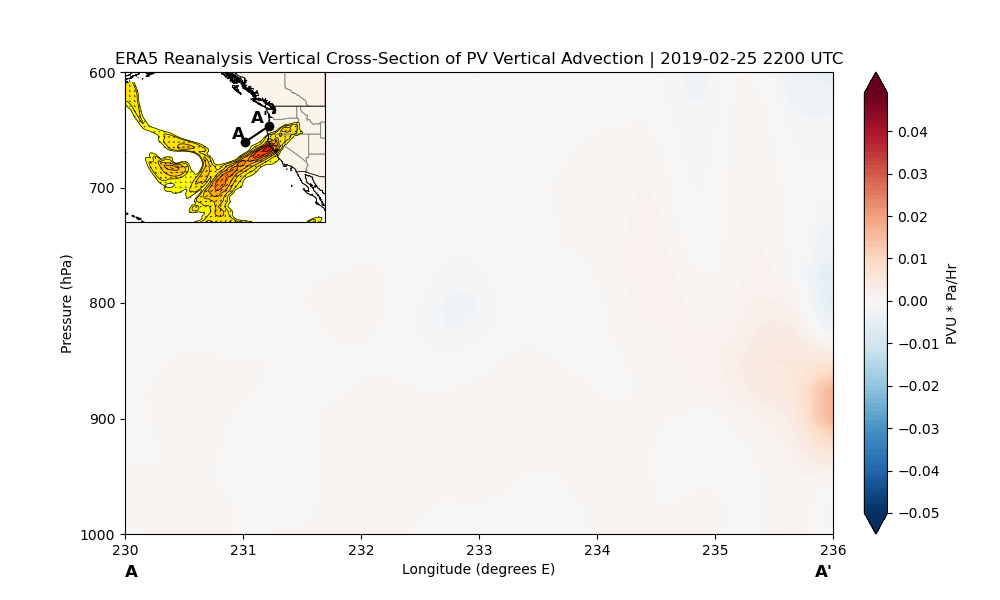 ERA5 Reanalysis Vertical Cross-Section of PV Vertical Advection | 2019-02-25 2200 UTC
600
700
800
900
1000
Pressure (hPa)
A
A'
230
231
232
233
234
235
236
Longitude (degrees E)
A
A'
0.04
0.03
0.02
0.01
0.00
−0.01
−0.02
−0.03
−0.04
−0.05
PVU * Pa/Hr